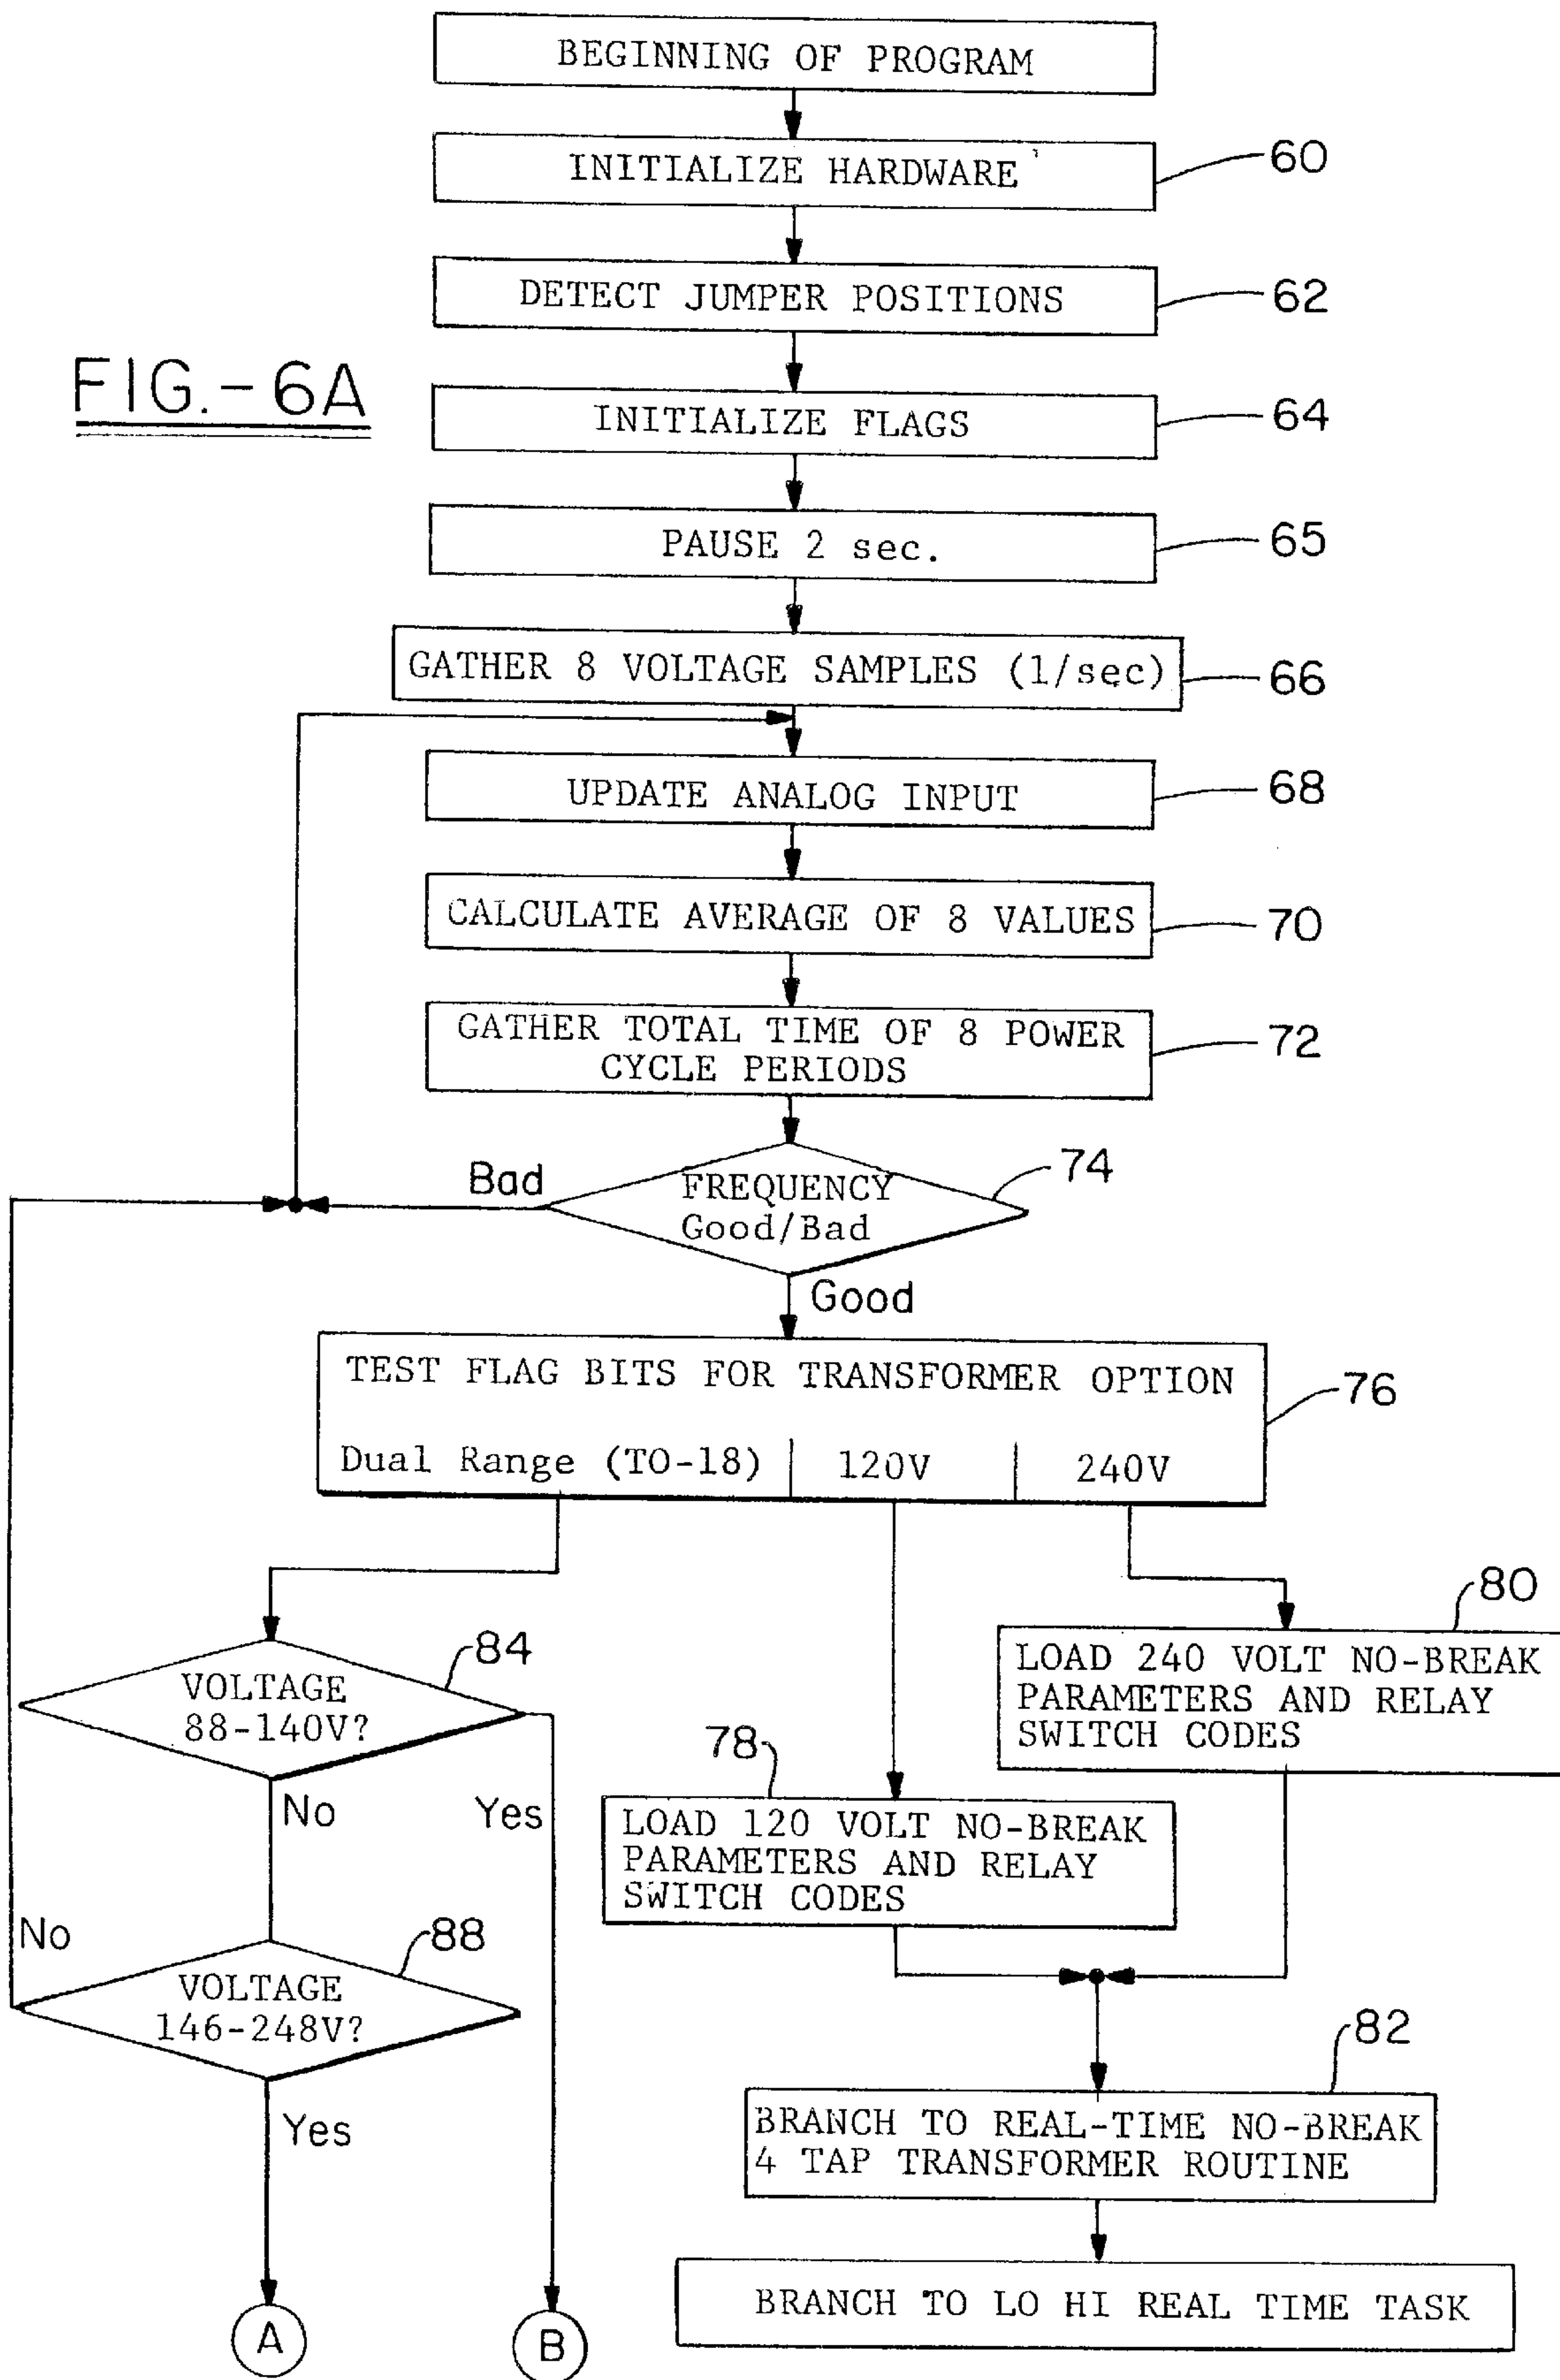 BEGINNING OF PROGRAM
INITIALIZE HARDWARE
60
DETECT JUMPER POSITIONS
62
FIG.-6A
INITIALIZE FLAGS
64
PAUSE 2 sec.
65
GATHER 8 VOLTAGE SAMPLES (1/sec)
66
UPDATE ANALOG INPUT
68
CALCULATE AVERAGE OF 8 VALUES
70
GATHER TOTAL TIME OF 8 POWER
CYCLE PERIODS
72
Bad
FREQUENCY
Good/Bad
74
Good
TEST FLAG BITS FOR TRANSFORMER OPTION
Dual Range (TO-18) | 120V | 240V
76
84
VOLTAGE
88-140V?
No
Yes
80
LOAD 240 VOLT NO-BREAK
PARAMETERS AND RELAY
SWITCH CODES
78
LOAD 120 VOLT NO-BREAK
PARAMETERS AND RELAY
SWITCH CODES
No
88
VOLTAGE
146-248V?
Yes
82
BRANCH TO REAL-TIME NO-BREAK
4 TAP TRANSFORMER ROUTINE
BRANCH TO LO HI REAL TIME TASK
A
B